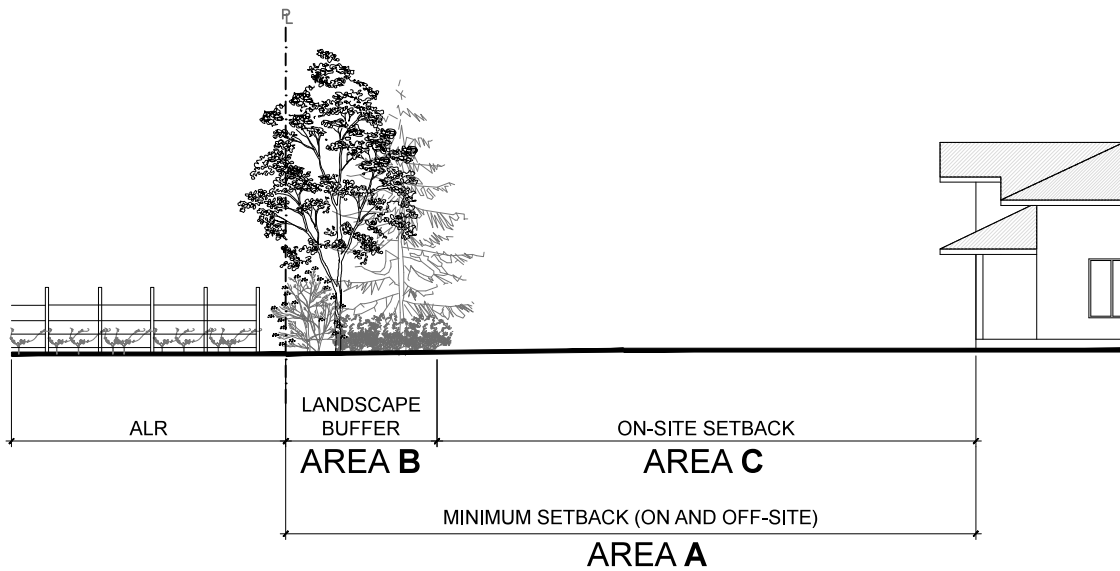 PL
ALR
LANDSCAPE
BUFFER
AREA B
ON-SITE SETBACK
AREA C
MINIMUM SETBACK (ON AND OFF-SITE)
AREA A